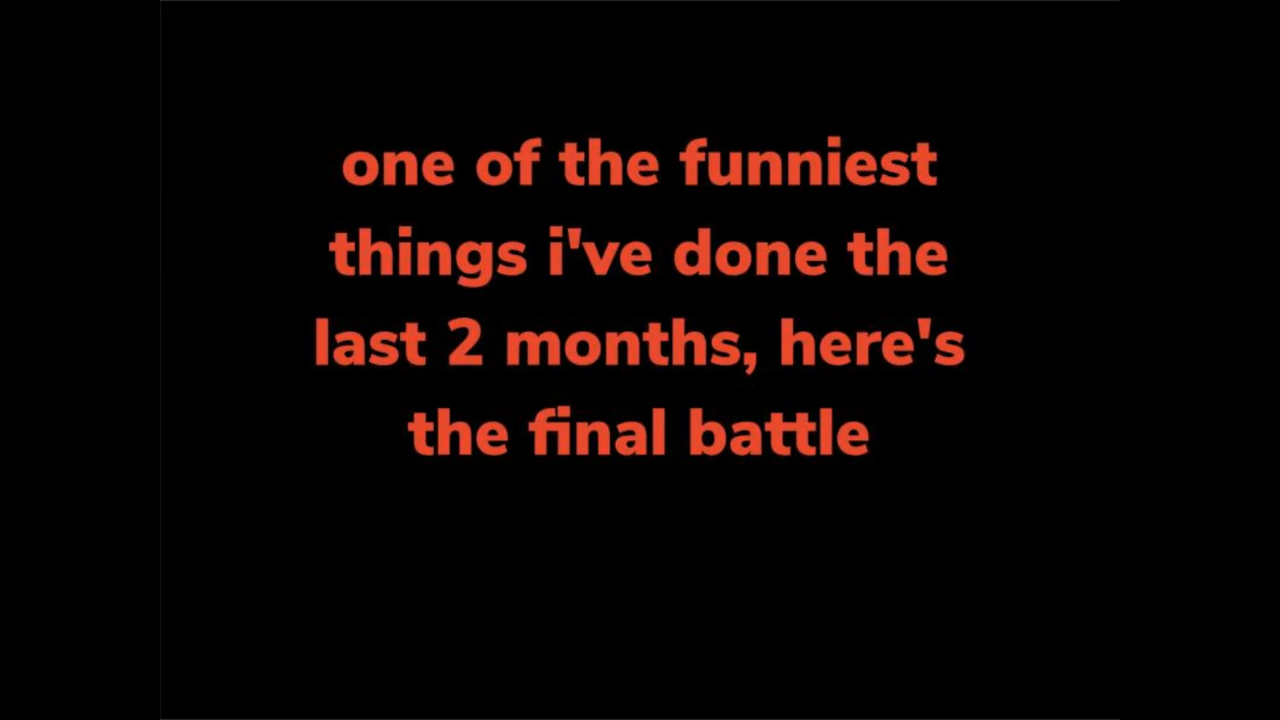 one of the funniest
things i've done the
last 2 months, here's
the final battle